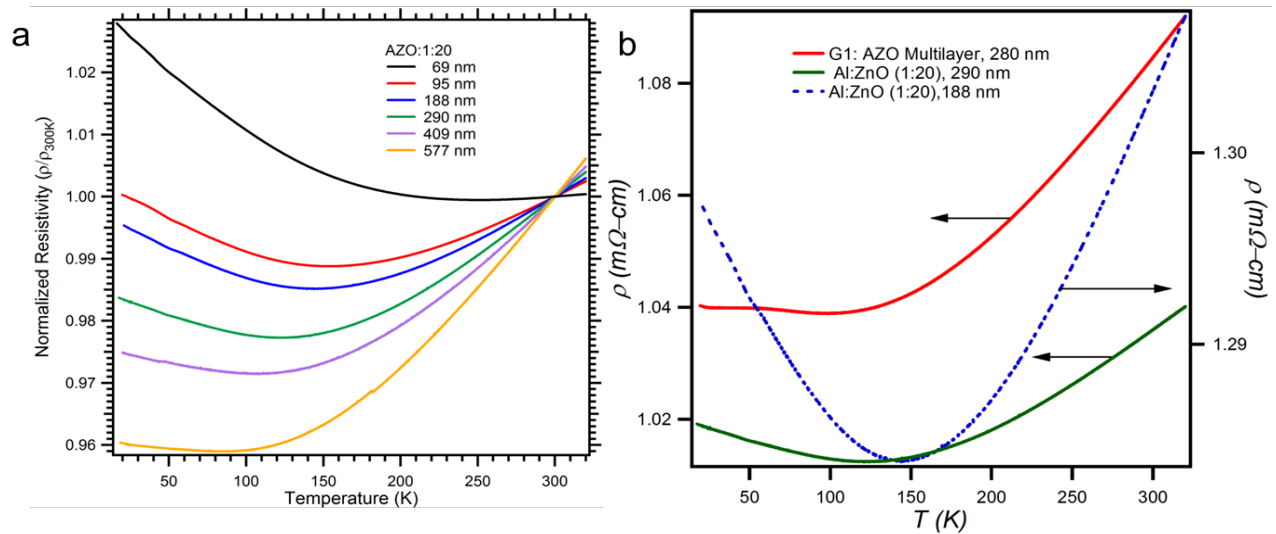 a
AZO:1:20
69 nm
95 nm
188 nm
290 nm
409 nm
577 nm
Normalized Resistivity (ρ/ρ300K)
1.02
1.01
1.00
0.99
0.98
0.97
0.96
50
100
150
200
250
300
Temperature (K)
b
G1: AZO Multilayer, 280 nm
Al:ZnO (1:20), 290 nm
Al:ZnO (1:20),188 nm
ρ (mΩ–cm)
1.08
1.06
1.04
1.02
1.30
1.29
ρ (mΩ–cm)
50
100
150
200
250
300
T (K)